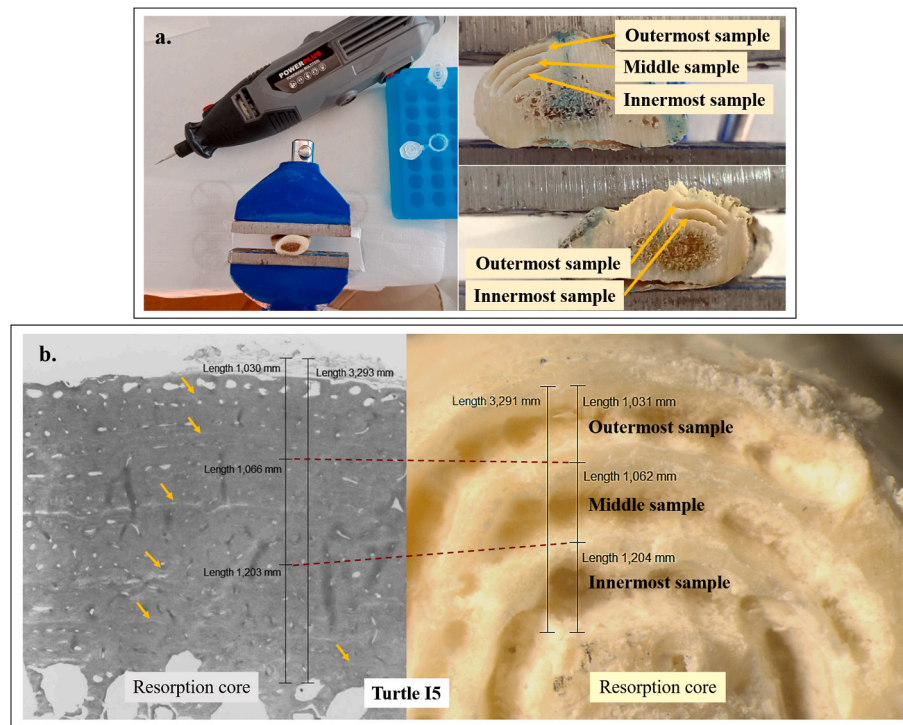 a.
POWERPLUS
Outermost sample
Middle sample
Innermost sample
Outermost sample
Innermost sample
b.
Length 1,030 mm
Length 3,293 mm
Length 1,066 mm
Length 1,203 mm
Resorption core
Turtle I5
Length 3,291 mm
Length 1,031 mm
Outermost sample
Length 1,062 mm
Middle sample
Length 1,204 mm
Innermost sample
Resorption core